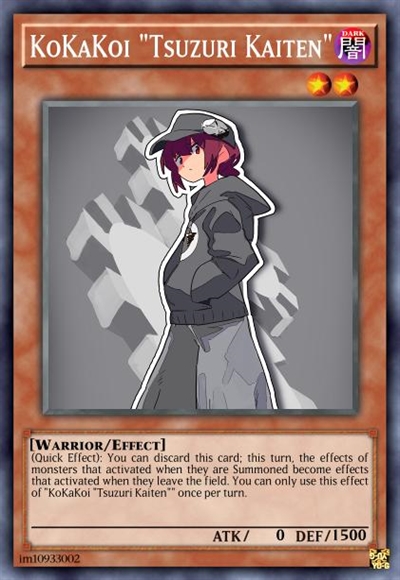 KoKaKoi "Tsuzuri Kaiten"
DARK
闇
[Warrior/Effect]
(Quick Effect): You can discard this card; this turn, the effects of
monsters that activated when they are Summoned become effects
that activated when they leave the field. You can only use this effect
of "KoKaKoi "Tsuzuri Kaiten"" once per turn.
ATK/ 0 DEF/1500
im10933002